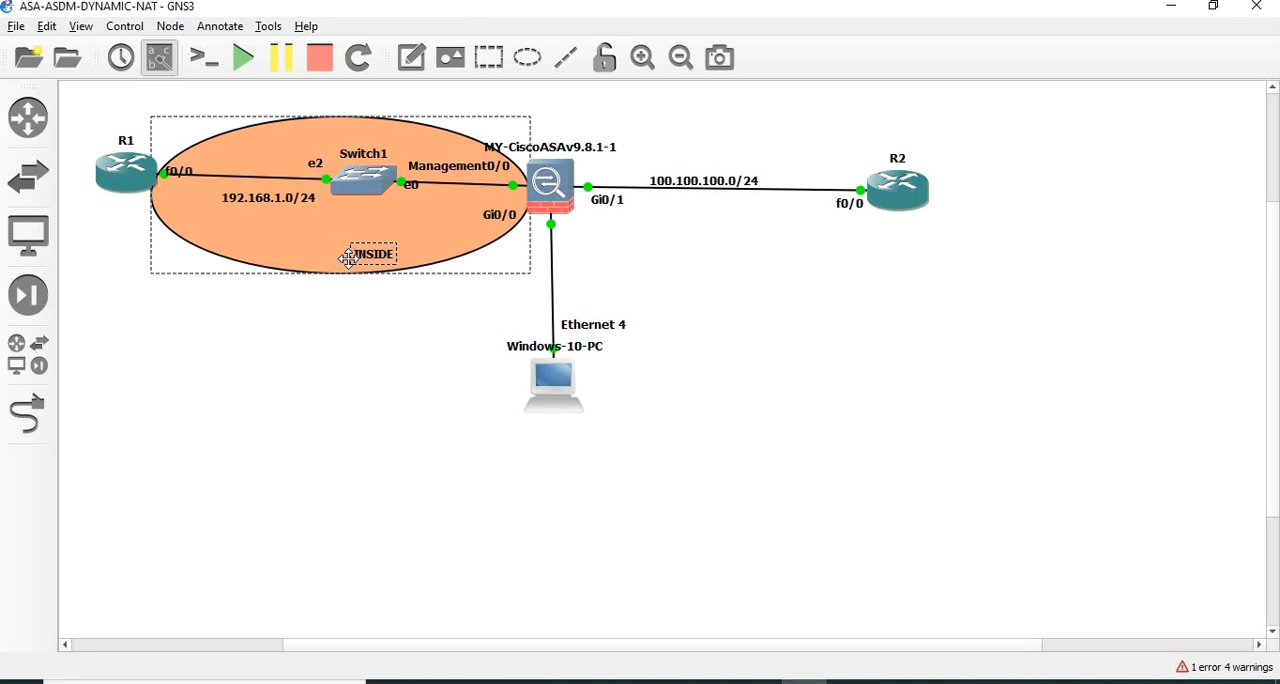 ASA-ASDM-DYNAMIC-NAT - GNS3
File Edit View Control Node Annotate Tools Help
R1
f0/0
e2
Switch1
Management0/0
e0
192.168.1.0/24
INSIDE
MY-CiscoASAv9.8.1-1
Gi0/0
Gi0/1
100.100.100.0/24
R2
f0/0
Ethernet 4
Windows-10-PC
1 error 4 warnings